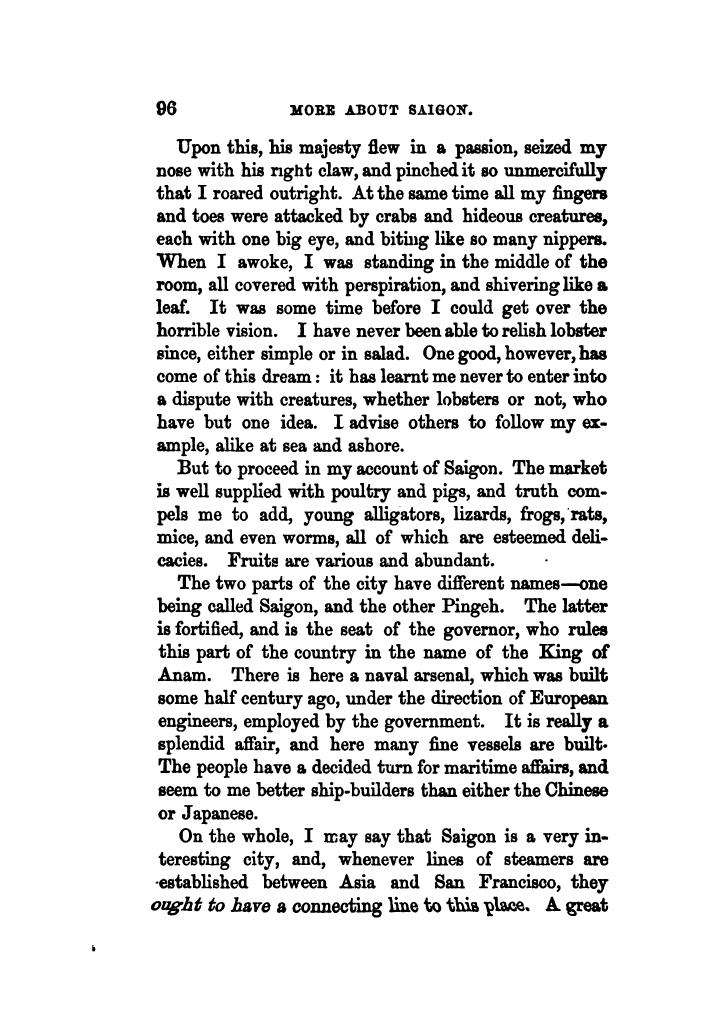 96 MORE ABOUT SAIGON.
Upon this, his majesty flew in a passion, seized my
nose with his right claw, and pinched it so unmercifully
that I roared outright. At the same time all my fingers
and toes were attacked by crabs and hideous creatures,
each with one big eye, and biting like so many nippers.
When I awoke, I was standing in the middle of the
room, all covered with perspiration, and shivering like a
leaf. It was some time before I could get over the
horrible vision. I have never been able to relish lobster
since, either simple or in salad. One good, however, has
come of this dream: it has learnt me never to enter into
a dispute with creatures, whether lobsters or not, who
have but one idea. I advise others to follow my ex-
ample, alike at sea and ashore.
But to proceed in my account of Saigon. The market
is well supplied with poultry and pigs, and truth com-
pels me to add, young alligators, lizards, frogs, rats,
mice, and even worms, all of which are esteemed deli-
cacies. Fruits are various and abundant.
The two parts of the city have different names—one
being called Saigon, and the other Pingeh. The latter
is fortified, and is the seat of the governor, who rules
this part of the country in the name of the King of
Anam. There is here a naval arsenal, which was built
some half century ago, under the direction of European
engineers, employed by the government. It is really a
splendid affair, and here many fine vessels are built.
The people have a decided turn for maritime affairs, and
seem to me better ship-builders than either the Chinese
or Japanese.
On the whole, I may say that Saigon is a very in-
teresting city, and, whenever lines of steamers are
established between Asia and San Francisco, they
ought to have a connecting line to this place. A great